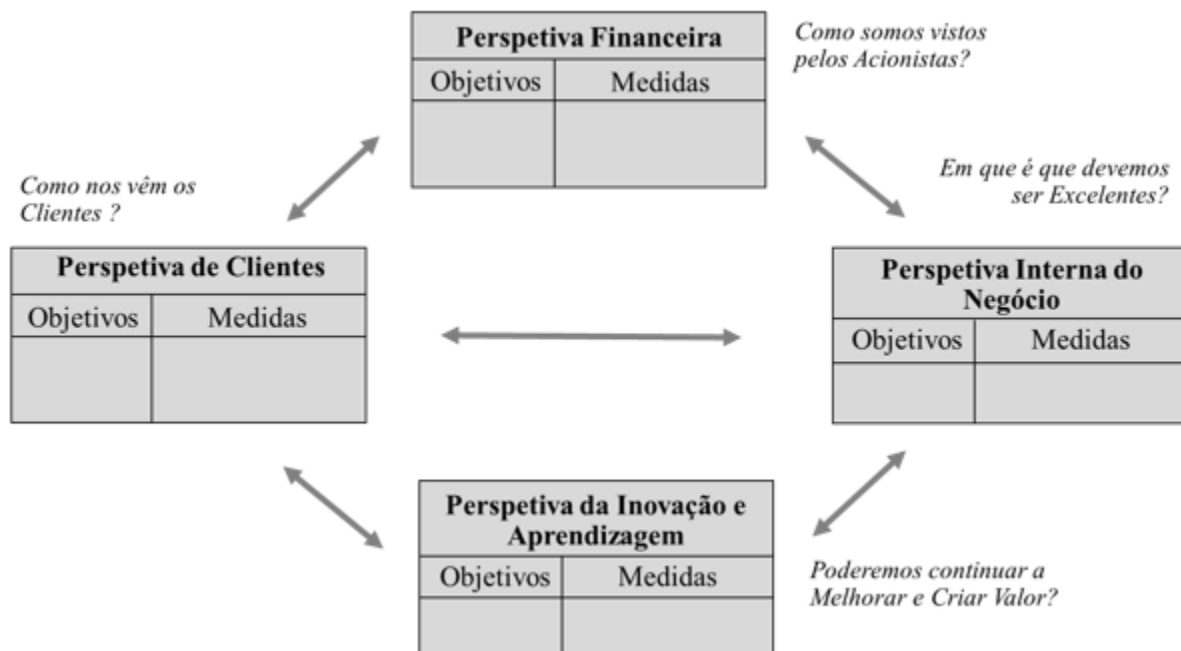 Perspetiva Financeira
Objetivos Medidas
Como somos vistos
pelos Acionistas?
Como nos vêm os
Clientes ?
Em que é que devemos
ser Excelentes?
Perspetiva de Clientes
Objetivos Medidas
Perspetiva Interna do
Negócio
Objetivos Medidas
Perspetiva da Inovação e
Aprendizagem
Objetivos Medidas
Poderemos continuar a
Melhorar e Criar Valor?